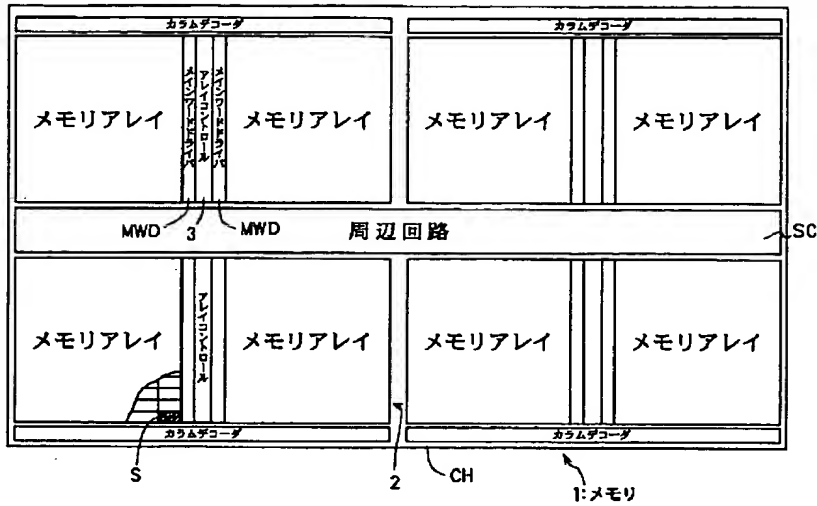 カラムデコーダ
カラムデコーダ
メモリアレイ
メインワードドライバ
アレイコントロール
メインワードドライバ
メモリアレイ
メモリアレイ
メモリアレイ
MWD
3
MWD
周辺回路
SC
メモリアレイ
アレイコントロール
メモリアレイ
メモリアレイ
メモリアレイ
カラムデコーダ
カラムデコーダ
S
2
CH
1:メモリ